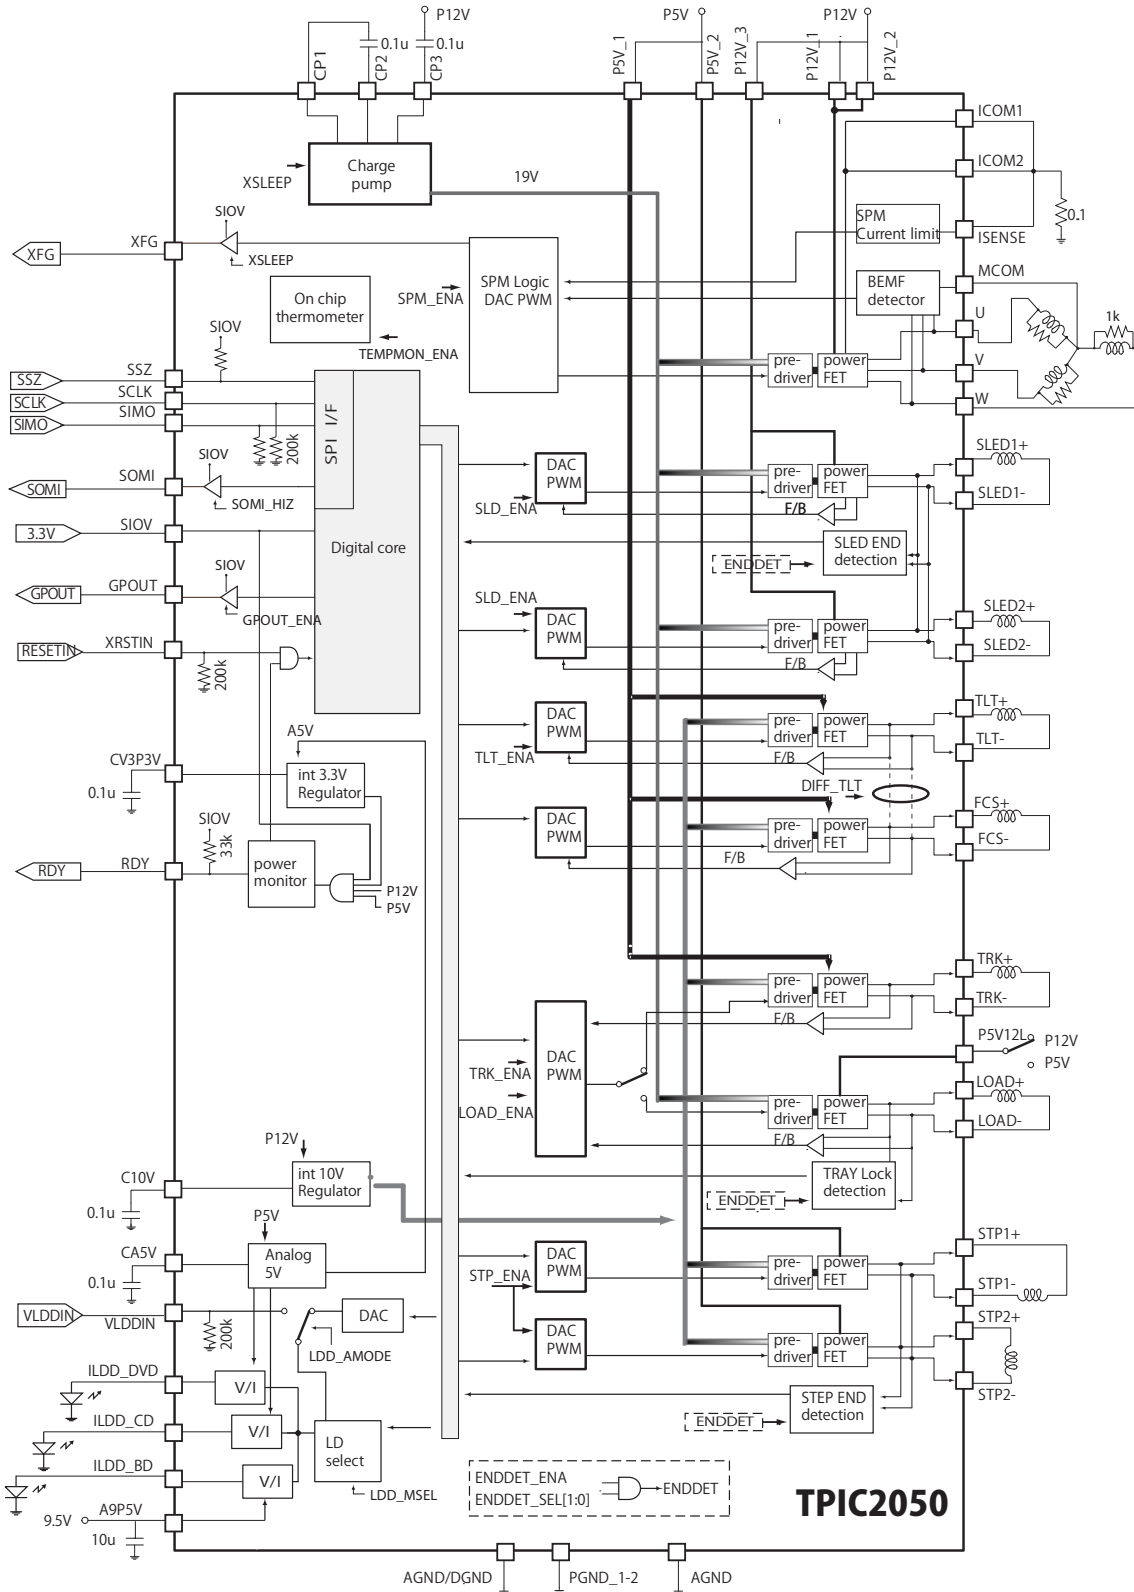 P12V
P5V
P12V
0.1u
0.1u
CP1
CP2
CP3
P5V_1
P5V_2
P12V_3
P12V_1
P12V_2
ICOM1
Charge
pump
XSLEEP
19V
ICOM2
SPM
Current limit
0.1
ISENSE
SIOV
XFG
XFG
XSLEEP
SPM Logic
DAC PWM
SPM_ENA
On chip
thermometer
TEMPMON_ENA
BEMF
detector
MCOM
U
1k
V
W
pre-
driver
power
FET
SIOV
SSZ
SSZ
SCLK
SCLK
SIMO
SIMO
200k
SPI I/F
SIOV
SOMI
SOMI
SOMI_HIZ
3.3V
SIOV
Digital core
DAC
PWM
SLD_ENA
pre-
driver
power
FET
F/B
SLED1+
SLED1-
SLED END
detection
ENDDET
SIOV
GPOUT
GPOUT
GPOUT_ENA
SLD_ENA
DAC
PWM
pre-
driver
power
FET
F/B
SLED2+
SLED2-
RESETIN
XRSTIN
200k
DAC
PWM
TLT_ENA
pre-
driver
power
FET
F/B
TLT+
TLT-
A5V
CV3P3V
0.1u
int 3.3V
Regulator
DIFF_TLT
SIOV
33k
RDY
RDY
power
monitor
P12V
P5V
DAC
PWM
pre-
driver
power
FET
F/B
FCS+
FCS-
pre-
driver
power
FET
F/B
TRK+
TRK-
DAC
PWM
TRK_ENA
LOAD_ENA
P5V12L
P12V
P5V
pre-
driver
power
FET
F/B
LOAD+
LOAD-
TRAY Lock
detection
ENDDET
P12V
C10V
0.1u
int 10V
Regulator
P5V
CA5V
0.1u
Analog
5V
DAC
PWM
STP_ENA
pre-
driver
power
FET
STP1+
STP1-
VLDDIN
VLDDIN
200k
DAC
LDD_AMODE
DAC
PWM
pre-
driver
power
FET
STP2+
STP2-
ILDD_DVD
V/I
ILDD_CD
V/I
ILDD_BD
V/I
LD
select
LDD_MSEL
STEP END
detection
ENDDET
ENDDET_ENA
ENDDET_SEL[1:0]
ENDDET
9.5V
A9P5V
10u
TPIC2050
AGND/DGND
PGND_1-2
AGND